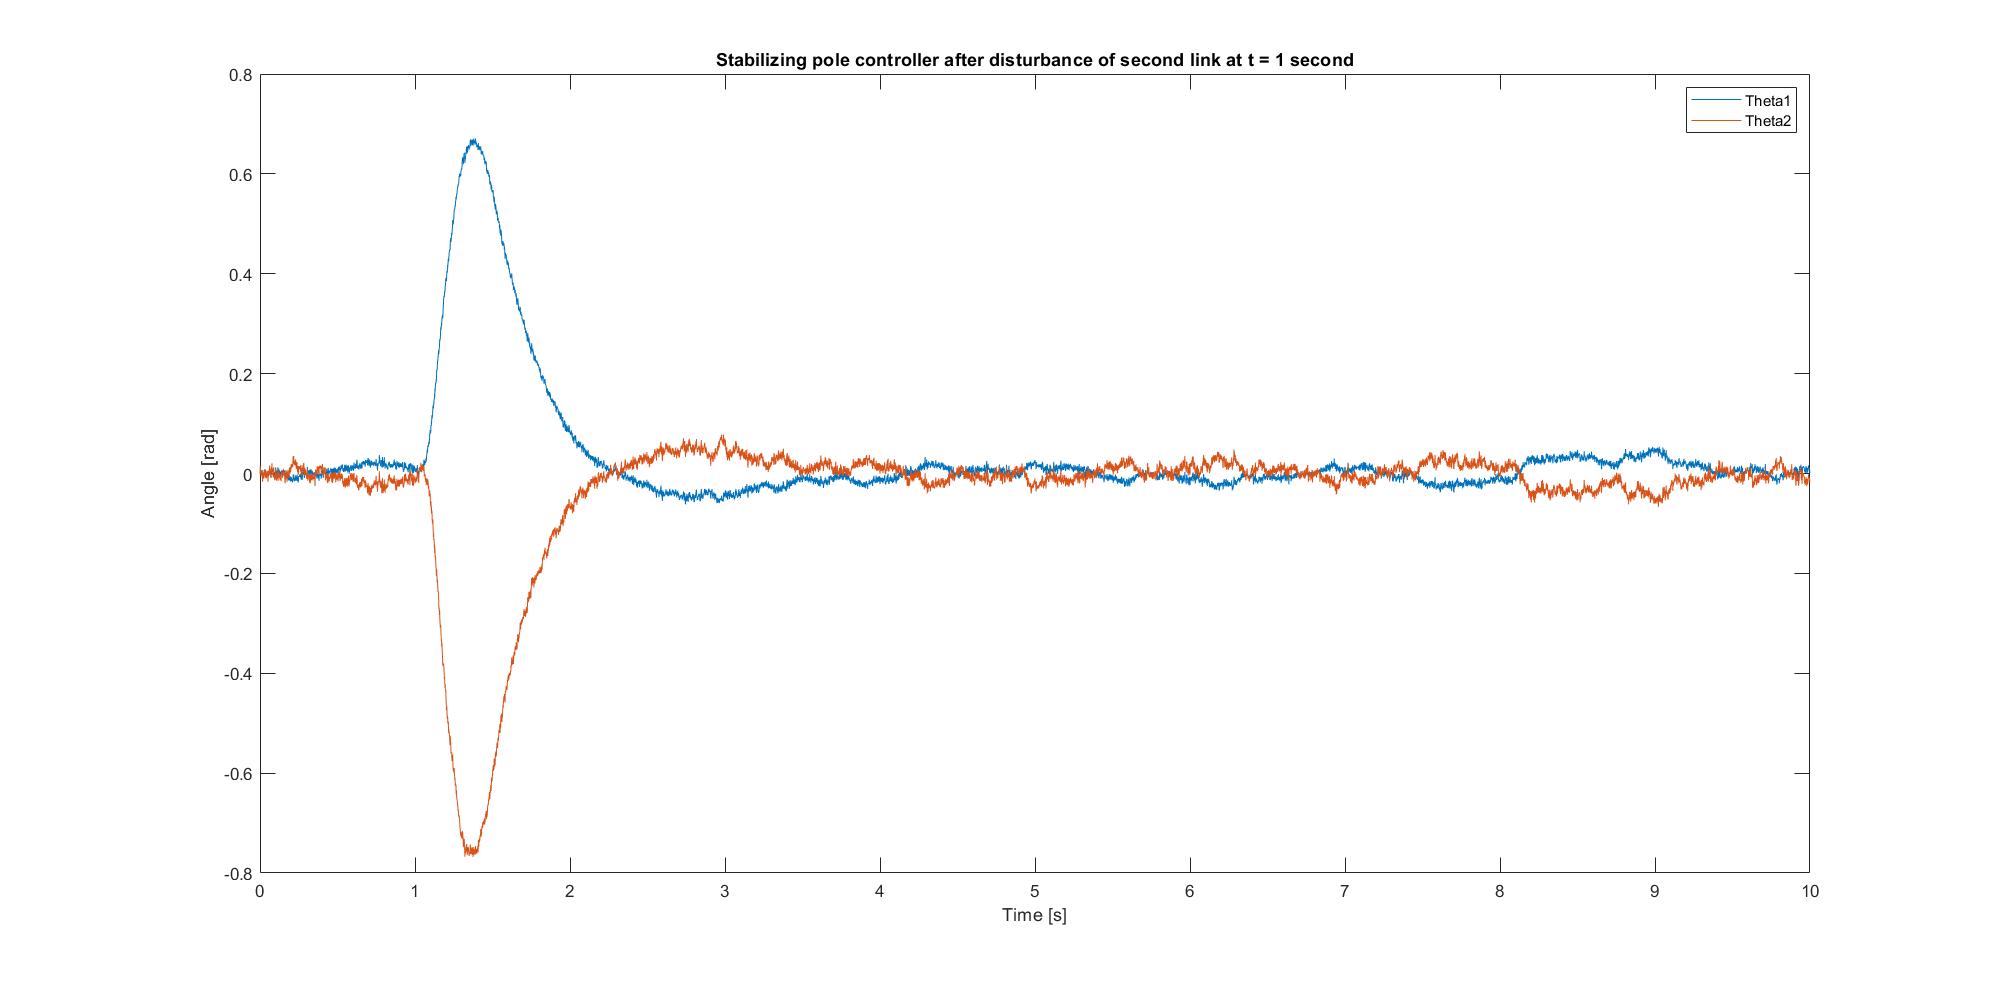 Stabilizing pole controller after disturbance of second link at t = 1 second
Theta1
Theta2
0.8
0.6
0.4
0.2
0
-0.2
-0.4
-0.6
-0.8
Angle [rad]
0 1 2 3 4 5 6 7 8 9 10
Time [s]